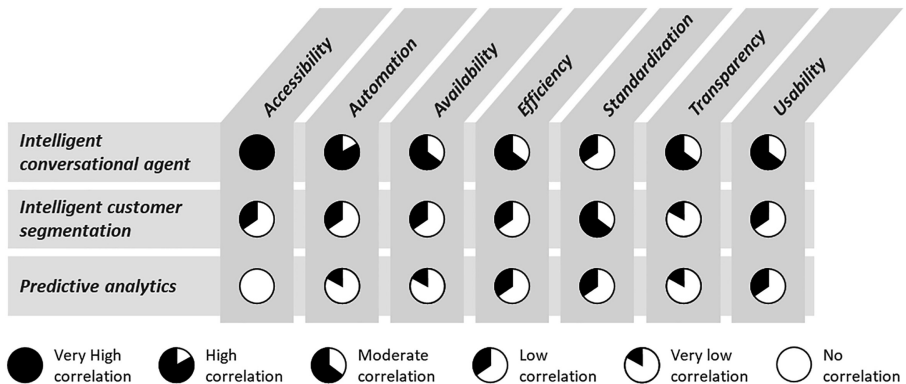 Accessibility
Automation
Availability
Efficiency
Standardization
Transparency
Usability
Intelligent
conversational agent
Intelligent customer
segmentation
Predictive analytics
Very High
correlation
High
correlation
Moderate
correlation
Low
correlation
Very low
correlation
No
correlation